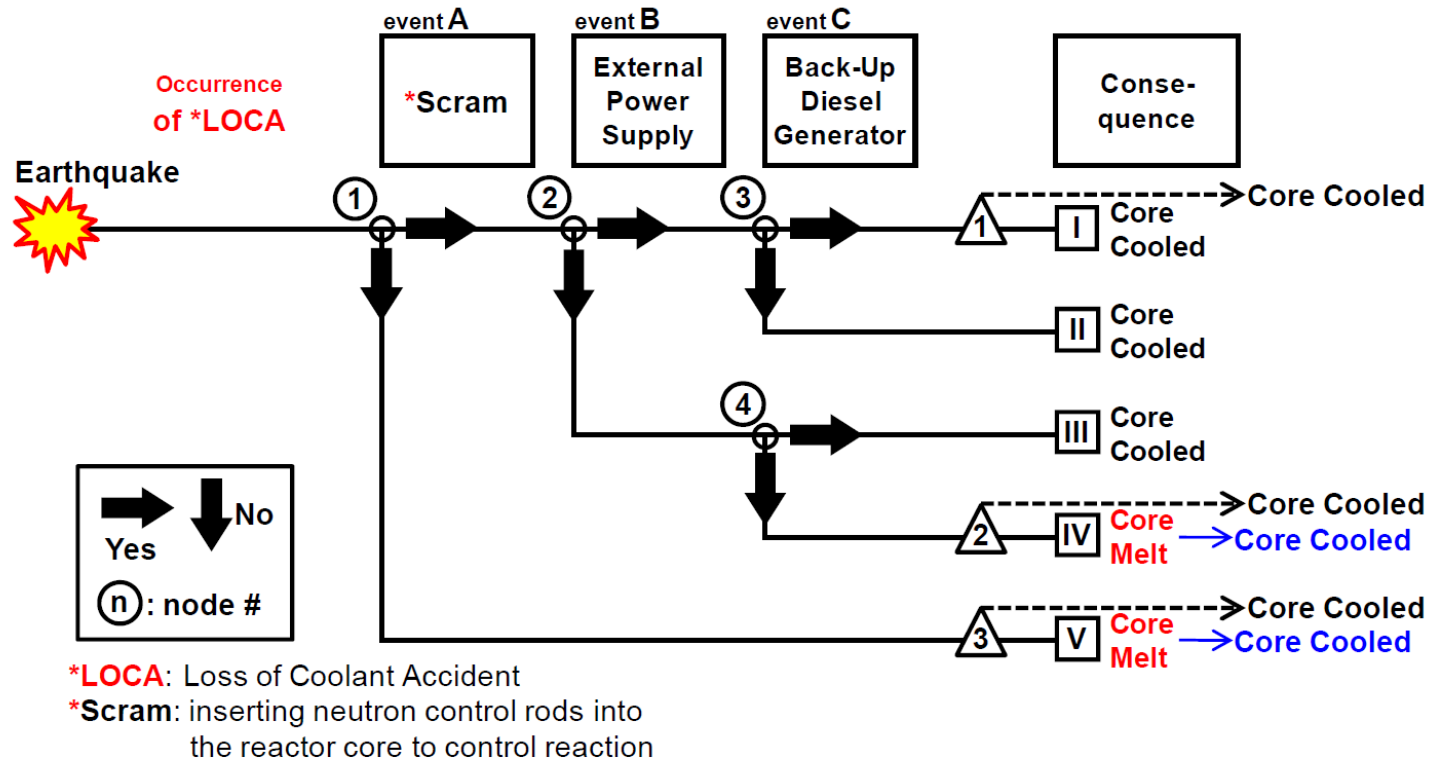 event A
event B
event C
Occurrence
of *LOCA
*Scram
External
Power
Supply
Back-Up
Diesel
Generator
Conse-
quence
Earthquake
1
2
3
1
I
Core
Cooled
Core Cooled
II
Core
Cooled
4
III
Core
Cooled
2
IV
Core
Melt
Core Cooled
Core Cooled
3
V
Core
Melt
Core Cooled
Core Cooled
Yes
No
n : node #
*LOCA: Loss of Coolant Accident
*Scram: inserting neutron control rods into
the reactor core to control reaction